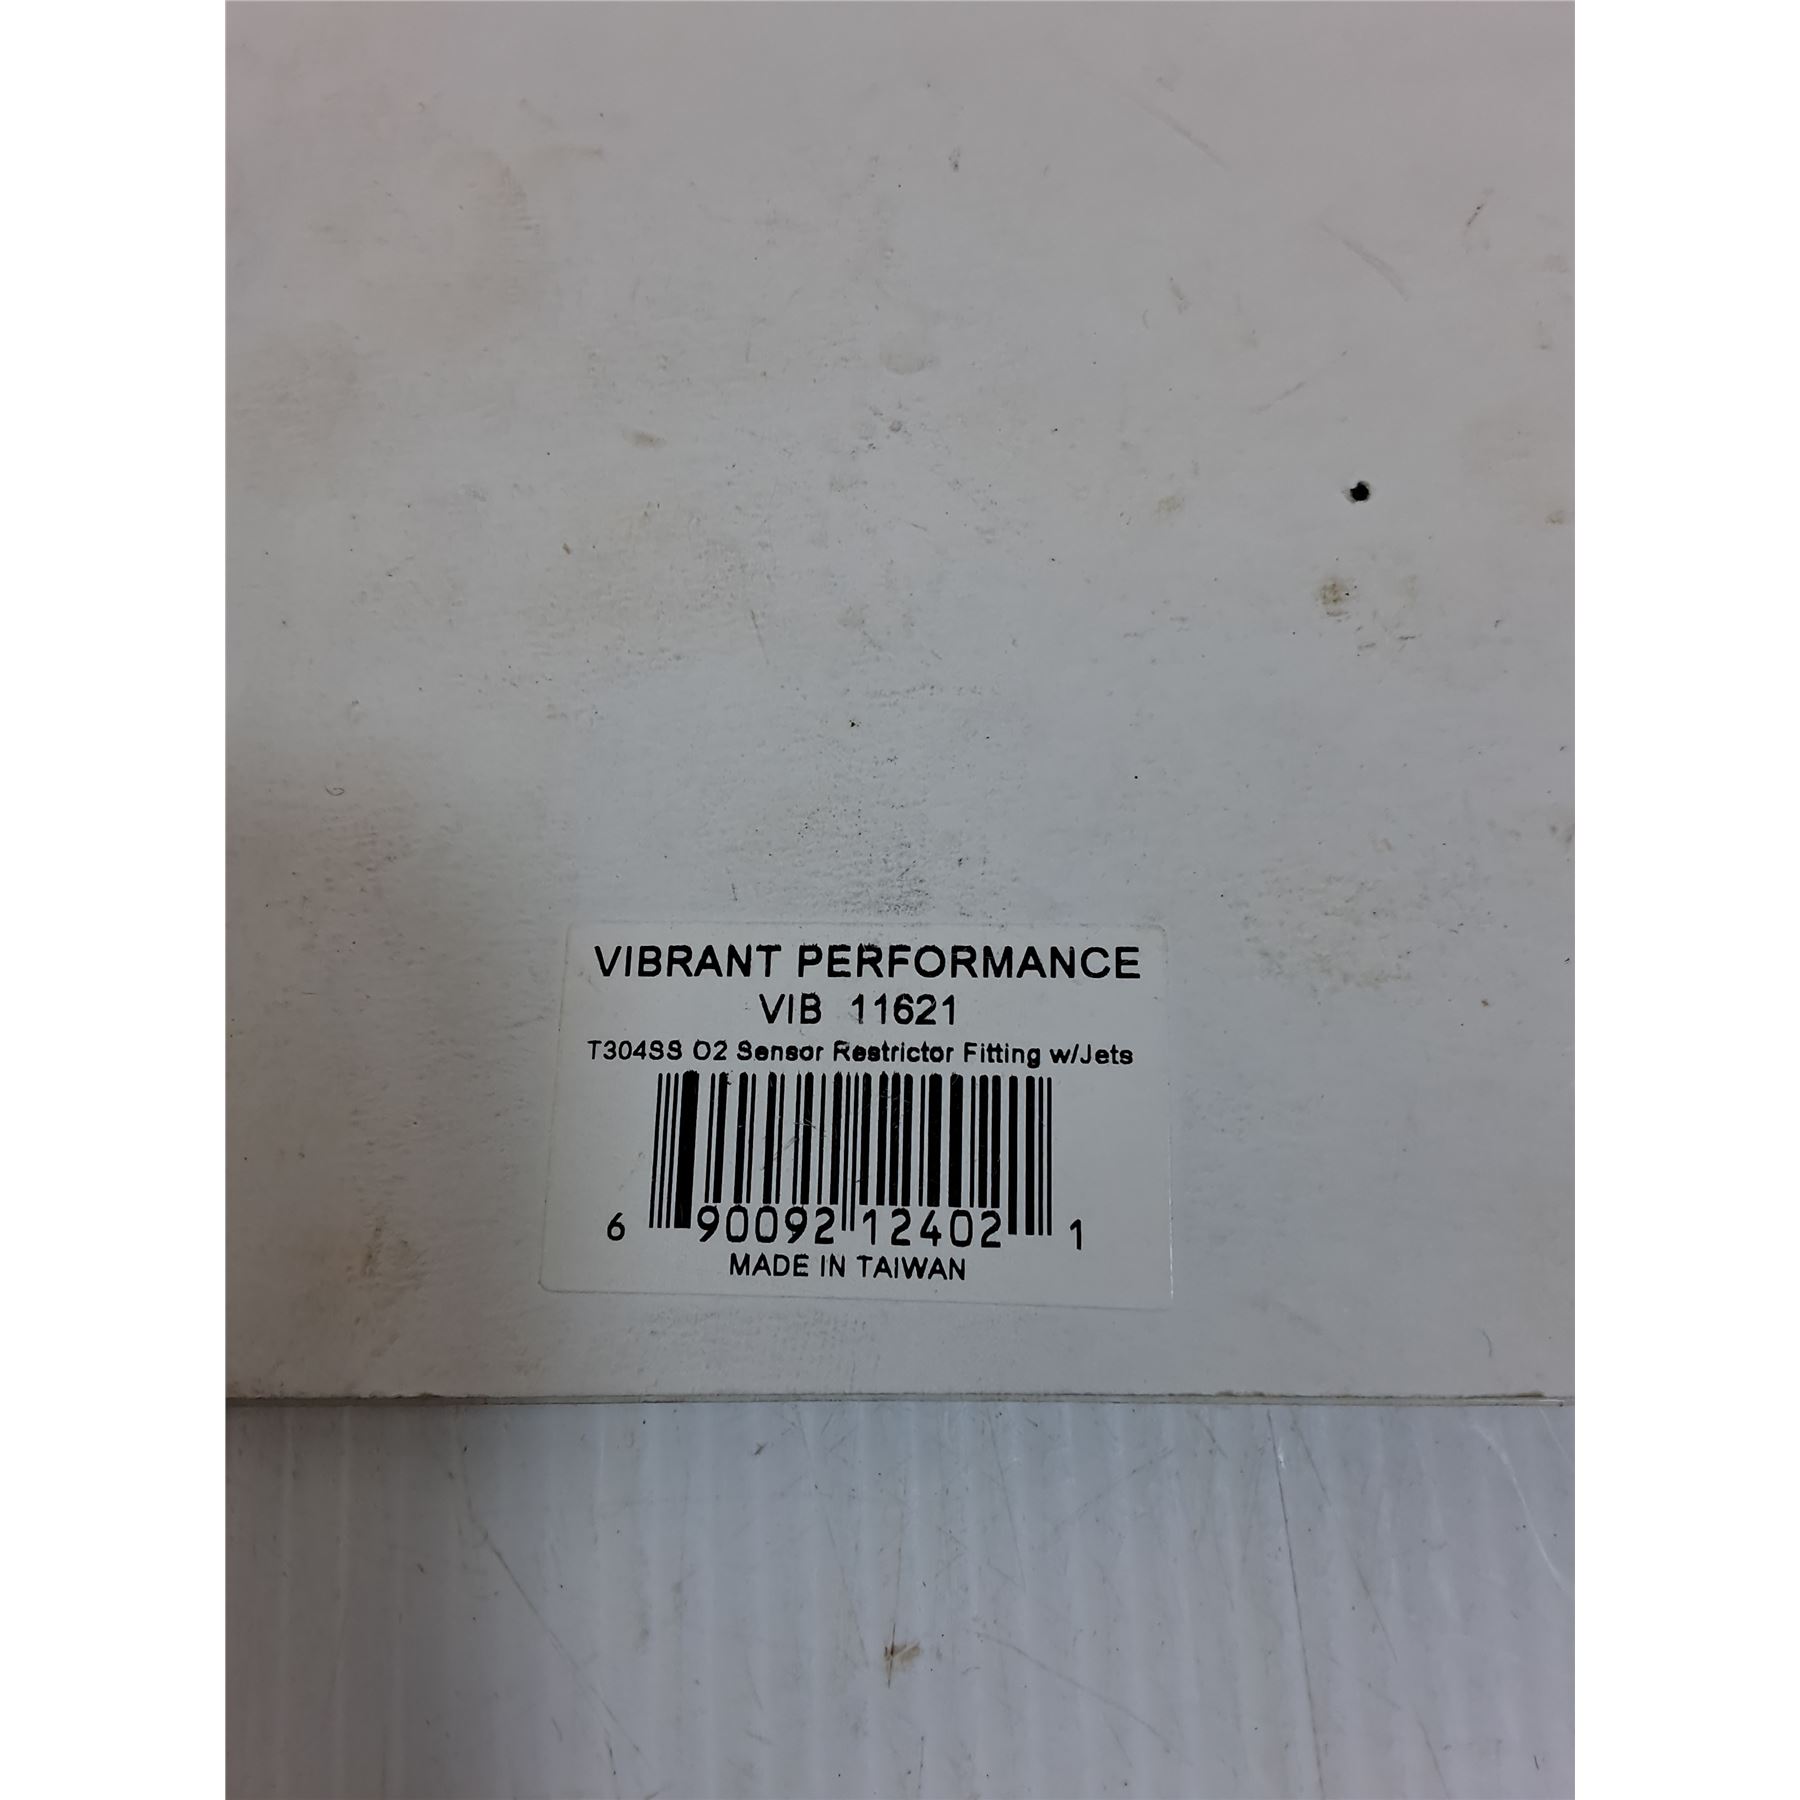 VIBRANT PERFORMANCE
VIB 11621
T304SS O2 Sensor Restrictor Fitting w/Jets
6 90092 12402 1
MADE IN TAIWAN